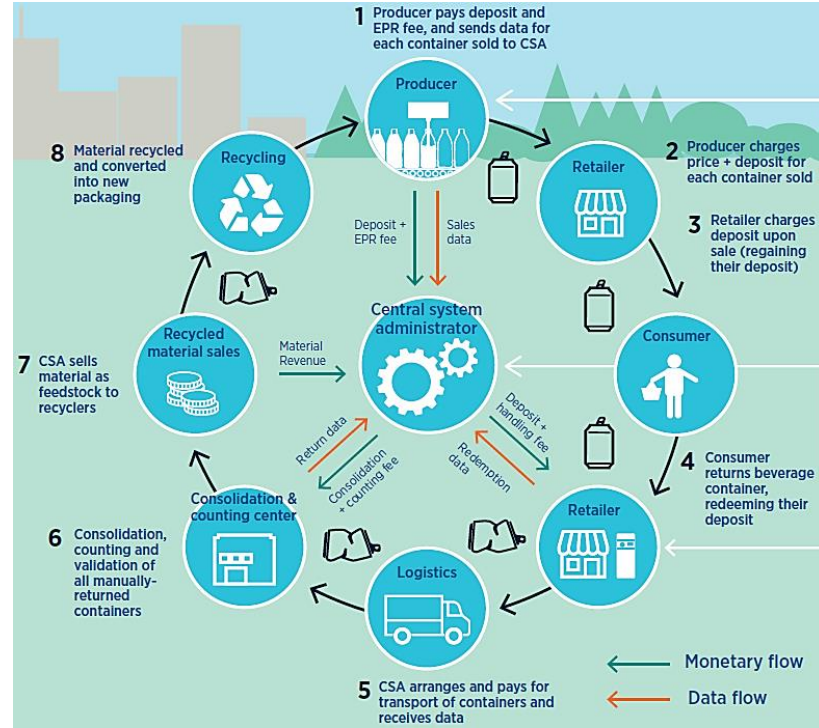 1 Producer pays deposit and
EPR fee, and sends data for
each container sold to CSA
Producer
8 Material recycled
and converted
into new
packaging
Recycling
Retailer
2 Producer charges
price + deposit for
each container sold
3 Retailer charges
deposit upon
sale (regaining
their deposit)
Deposit +
EPR fee
Sales
data
Central system
administrator
Consumer
7 CSA sells
material as
feedstock to
recyclers
Recycled
material sales
Material
Revenue
Return data
Consolidation
+ counting fee
Deposit +
handling fee
Redemption
data
4 Consumer
returns beverage
container,
redeeming their
deposit
Consolidation &
counting center
Retailer
6 Consolidation,
counting and
validation of
all manually-
returned
containers
Logistics
5 CSA arranges and pays for
transport of containers and
receives data
Monetary flow
Data flow